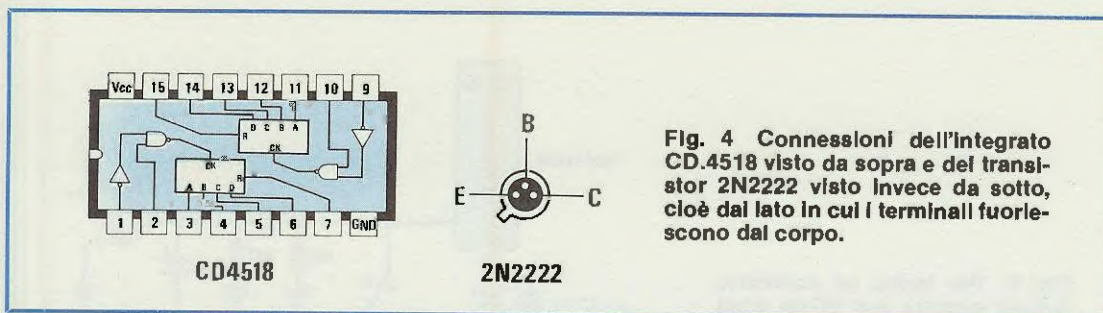 Vcc 15 14 13 12 11 10 9
R D C B A
CK
CK
A B C D R
1 2 3 4 5 6 7 GND
CD4518
B
E C
2N2222
Fig. 4 Connessioni dell'integrato
CD.4518 visto da sopra e del transi-
stor 2N2222 visto invece da sotto,
cioè dal lato in cui i terminali fuorie-
scono dal corpo.